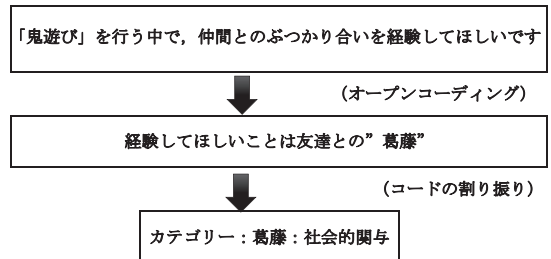 「鬼遊び」を行う中で，仲間とのぶつかり合いを経験してほしいです
（オープンコーディング）
経験してほしいことは友達との”葛藤”
（コードの割り振り）
カテゴリー：葛藤：社会的関与